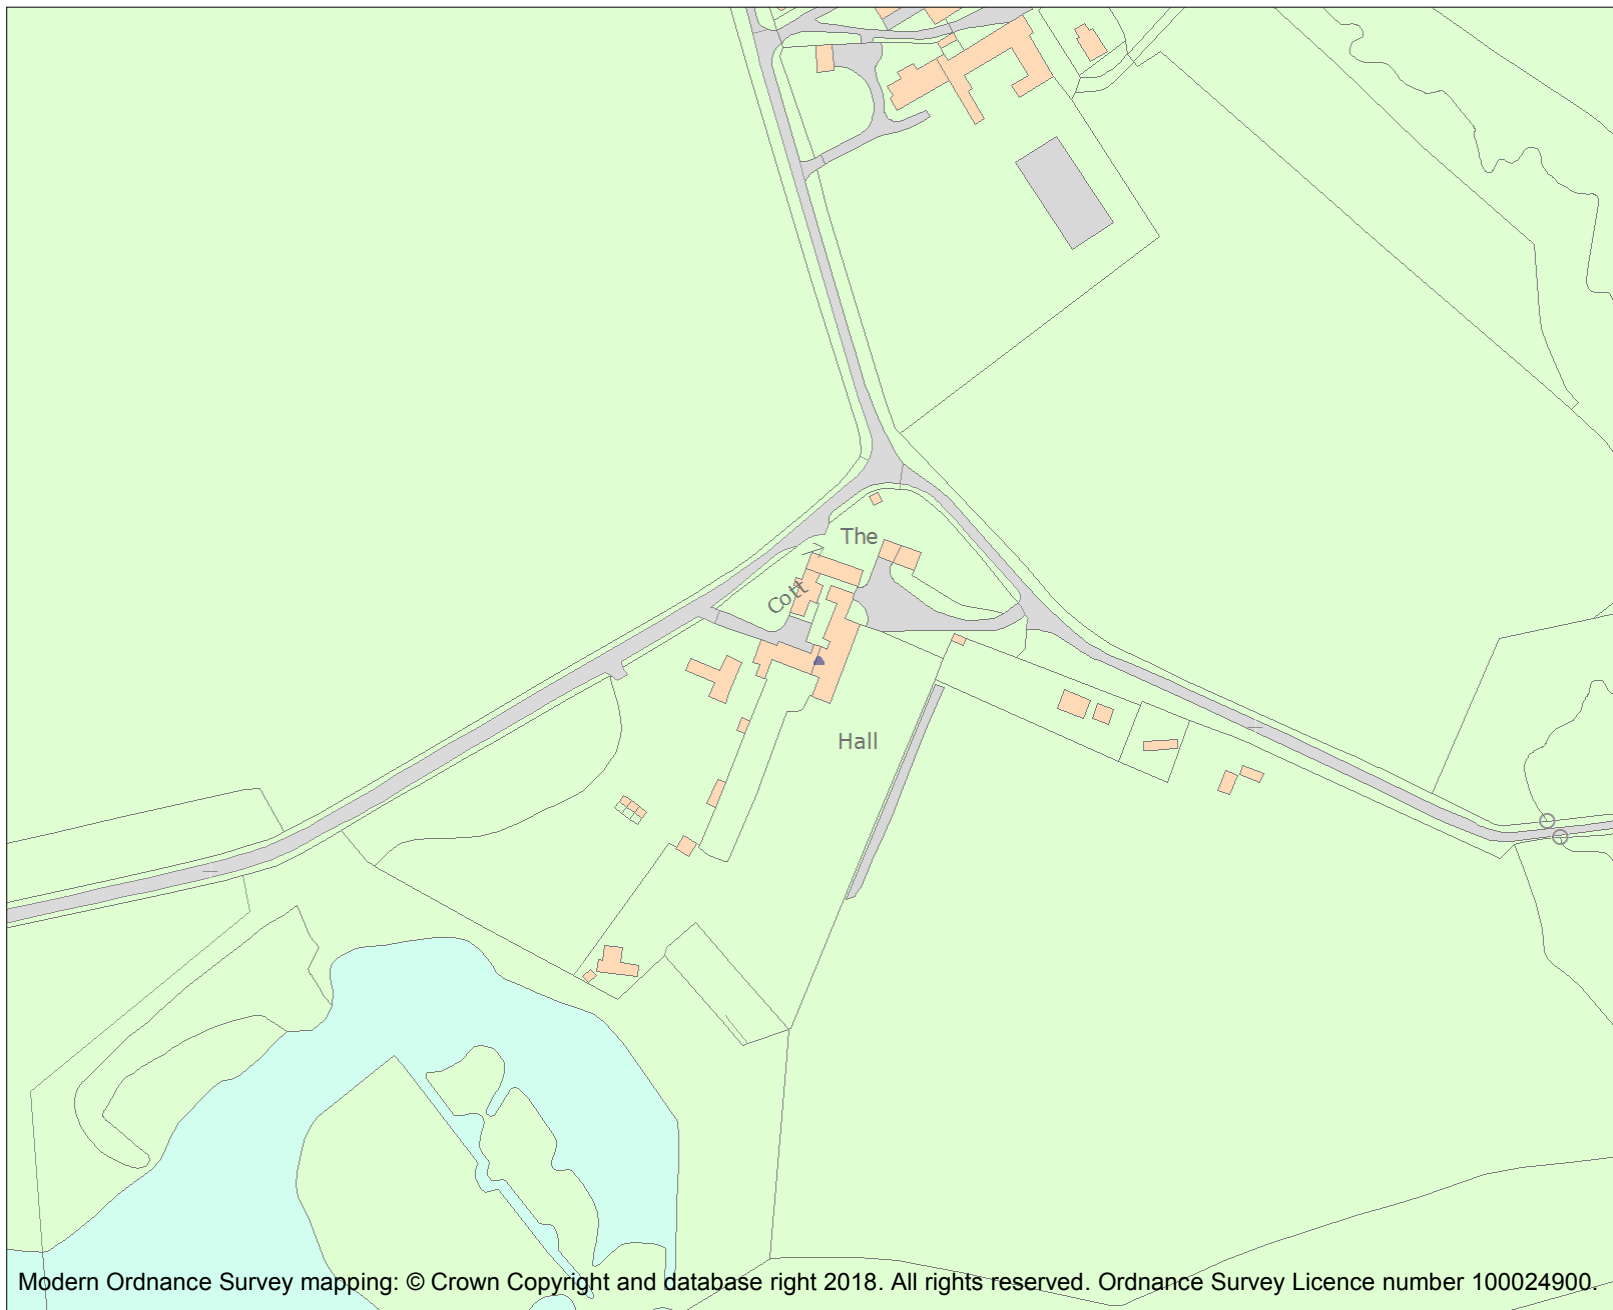 The
Cott
Hall
Modern Ordnance Survey mapping: © Crown Copyright and database right 2018. All rights reserved. Ordnance Survey Licence number 100024900.